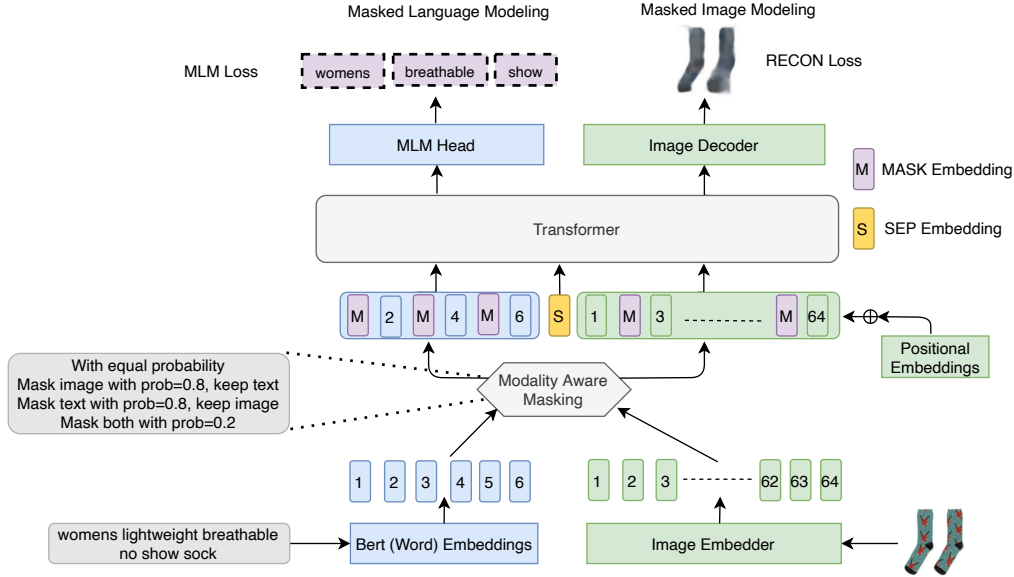 Masked Language Modeling
Masked Image Modeling
MLM Loss
womens
breathable
show
RECON Loss
MLM Head
Image Decoder
M MASK Embedding
Transformer
S SEP Embedding
M 2 M 4 M 6 S 1 M 3 M 64
Positional
Embeddings
With equal probability
Mask image with prob=0.8, keep text
Mask text with prob=0.8, keep image
Mask both with prob=0.2
Modality Aware
Masking
1 2 3 4 5 6 1 2 3 62 63 64
womens lightweight breathable
no show sock
Bert (Word) Embeddings
Image Embedder